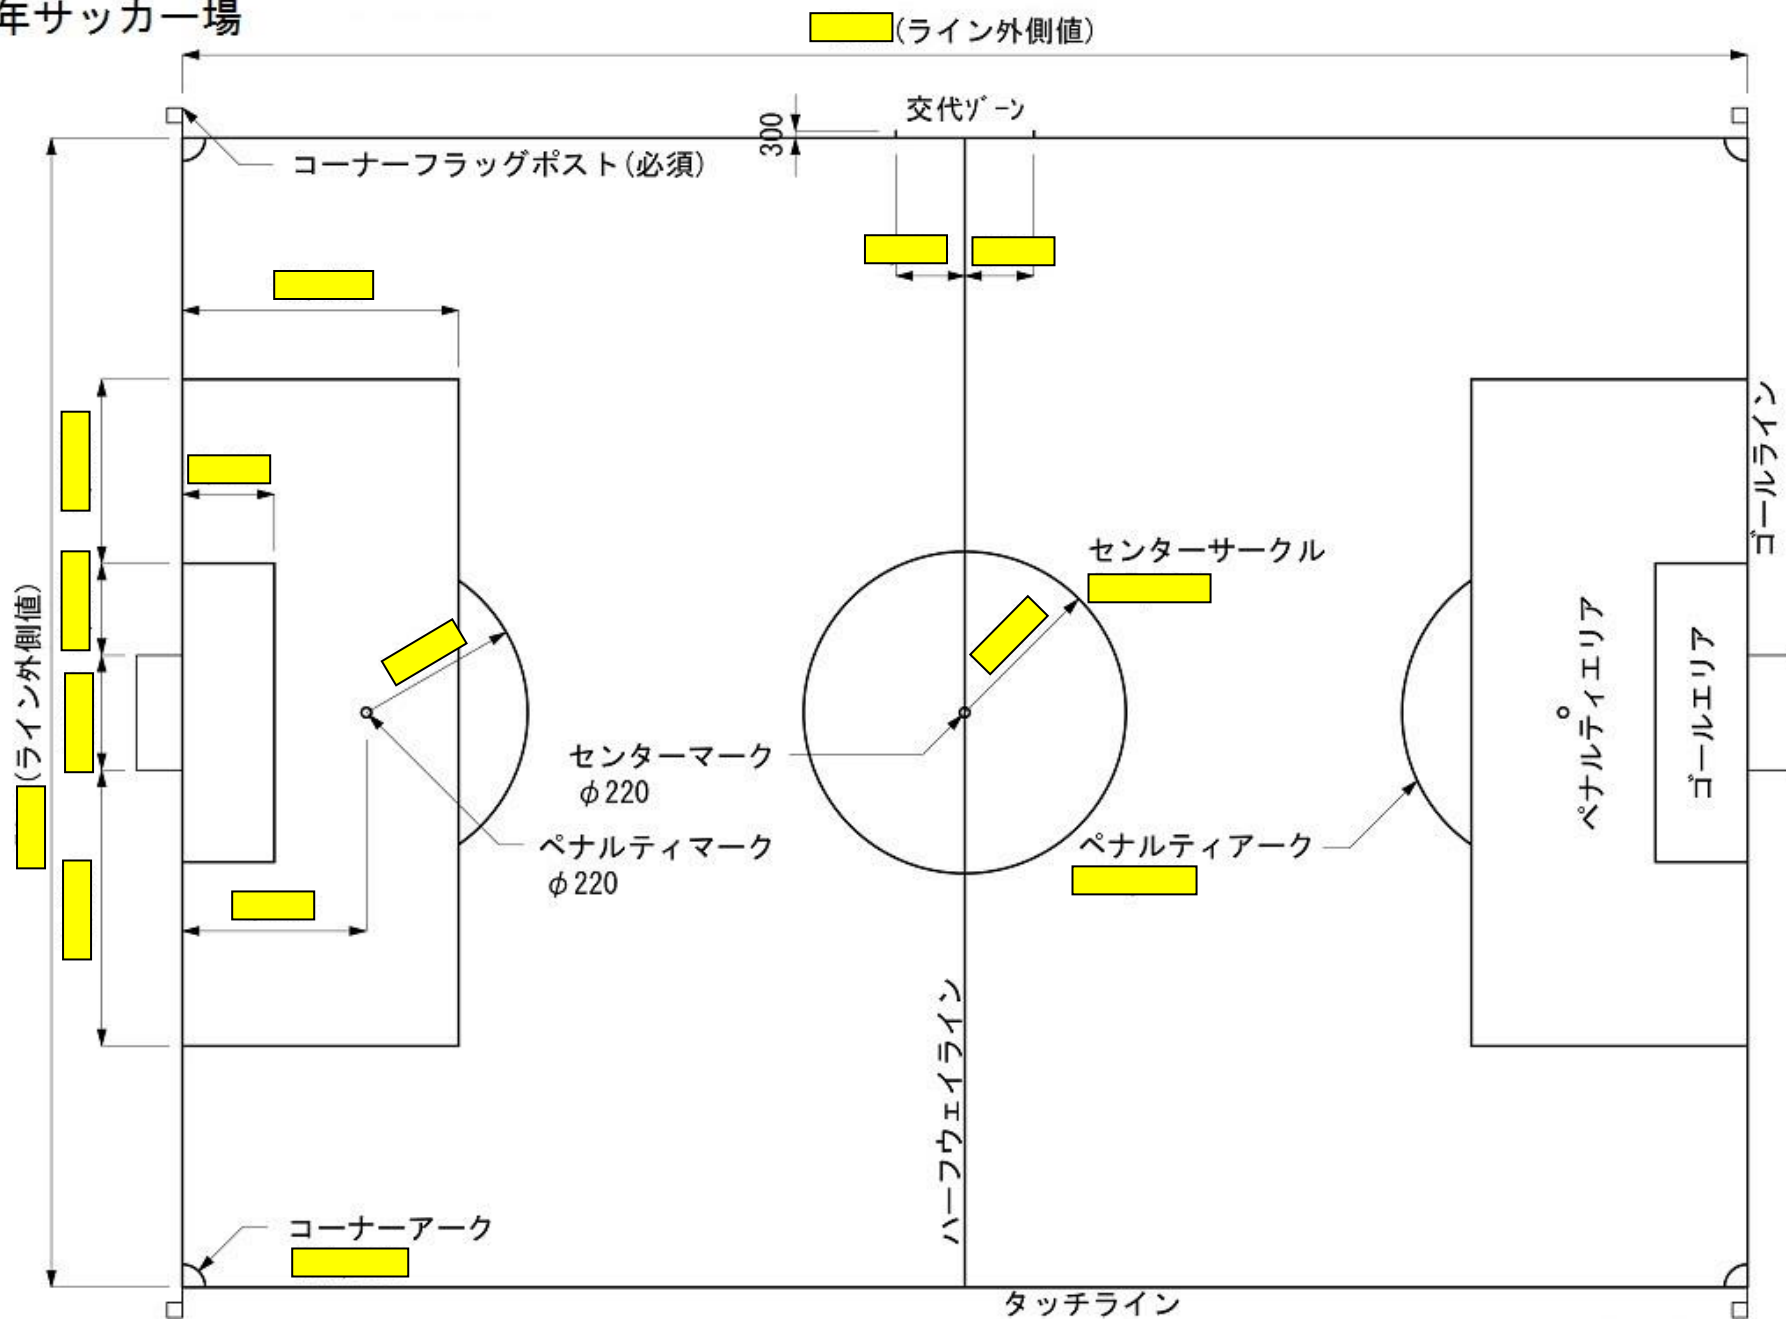 年サッカー場
(ライン外側値)
交代ゾーン
300
コーナーフラッグポスト(必須)
ゴールライン
センターサークル
(ライン外側値)
ペナルティエリア
ゴールエリア
センターマーク
φ220
ペナルティマーク
φ220
ペナルティアーク
ハーフウェイライン
コーナーアーク
タッチライン